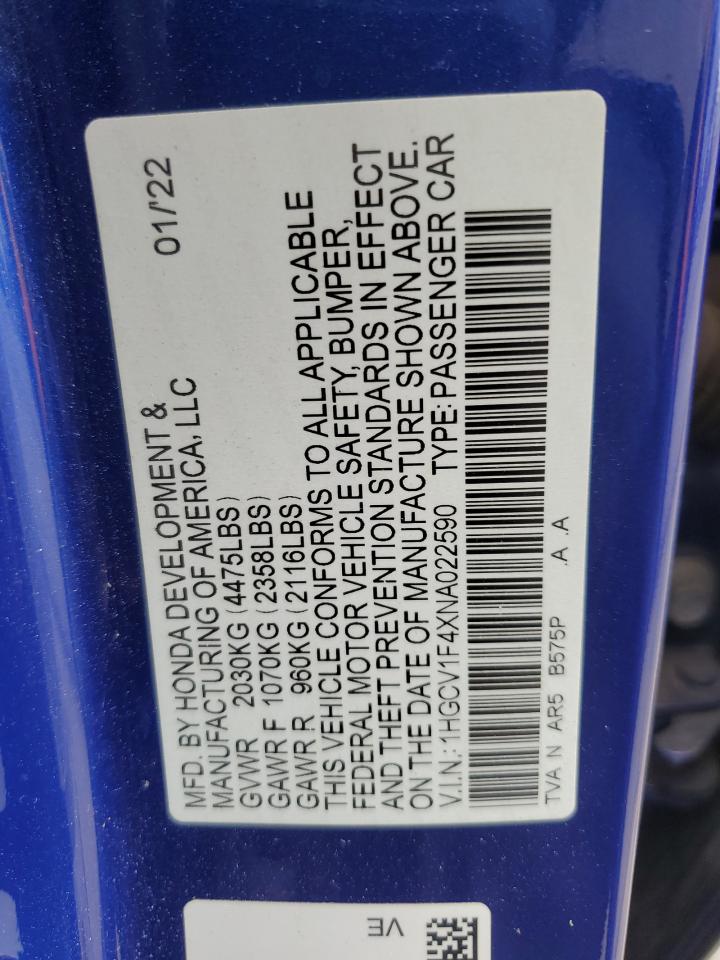 MFD. BY HONDA DEVELOPMENT & 01/'22
MANUFACTURING OF AMERICA, LLC
GVWR 2030KG (4475LBS)
GAWR F 1070KG (2358LBS)
GAWR R 960KG (2116LBS)
THIS VEHICLE CONFORMS TO ALL APPLICABLE
FEDERAL MOTOR VEHICLE SAFETY, BUMPER,
AND THEFT PREVENTION STANDARDS IN EFFECT
ON THE DATE OF MANUFACTURE SHOWN ABOVE.
V.I.N.: 1HGCV1F4XNA022590 TYPE: PASSENGER CAR
TVA N AR5 B575P .A .A
VE